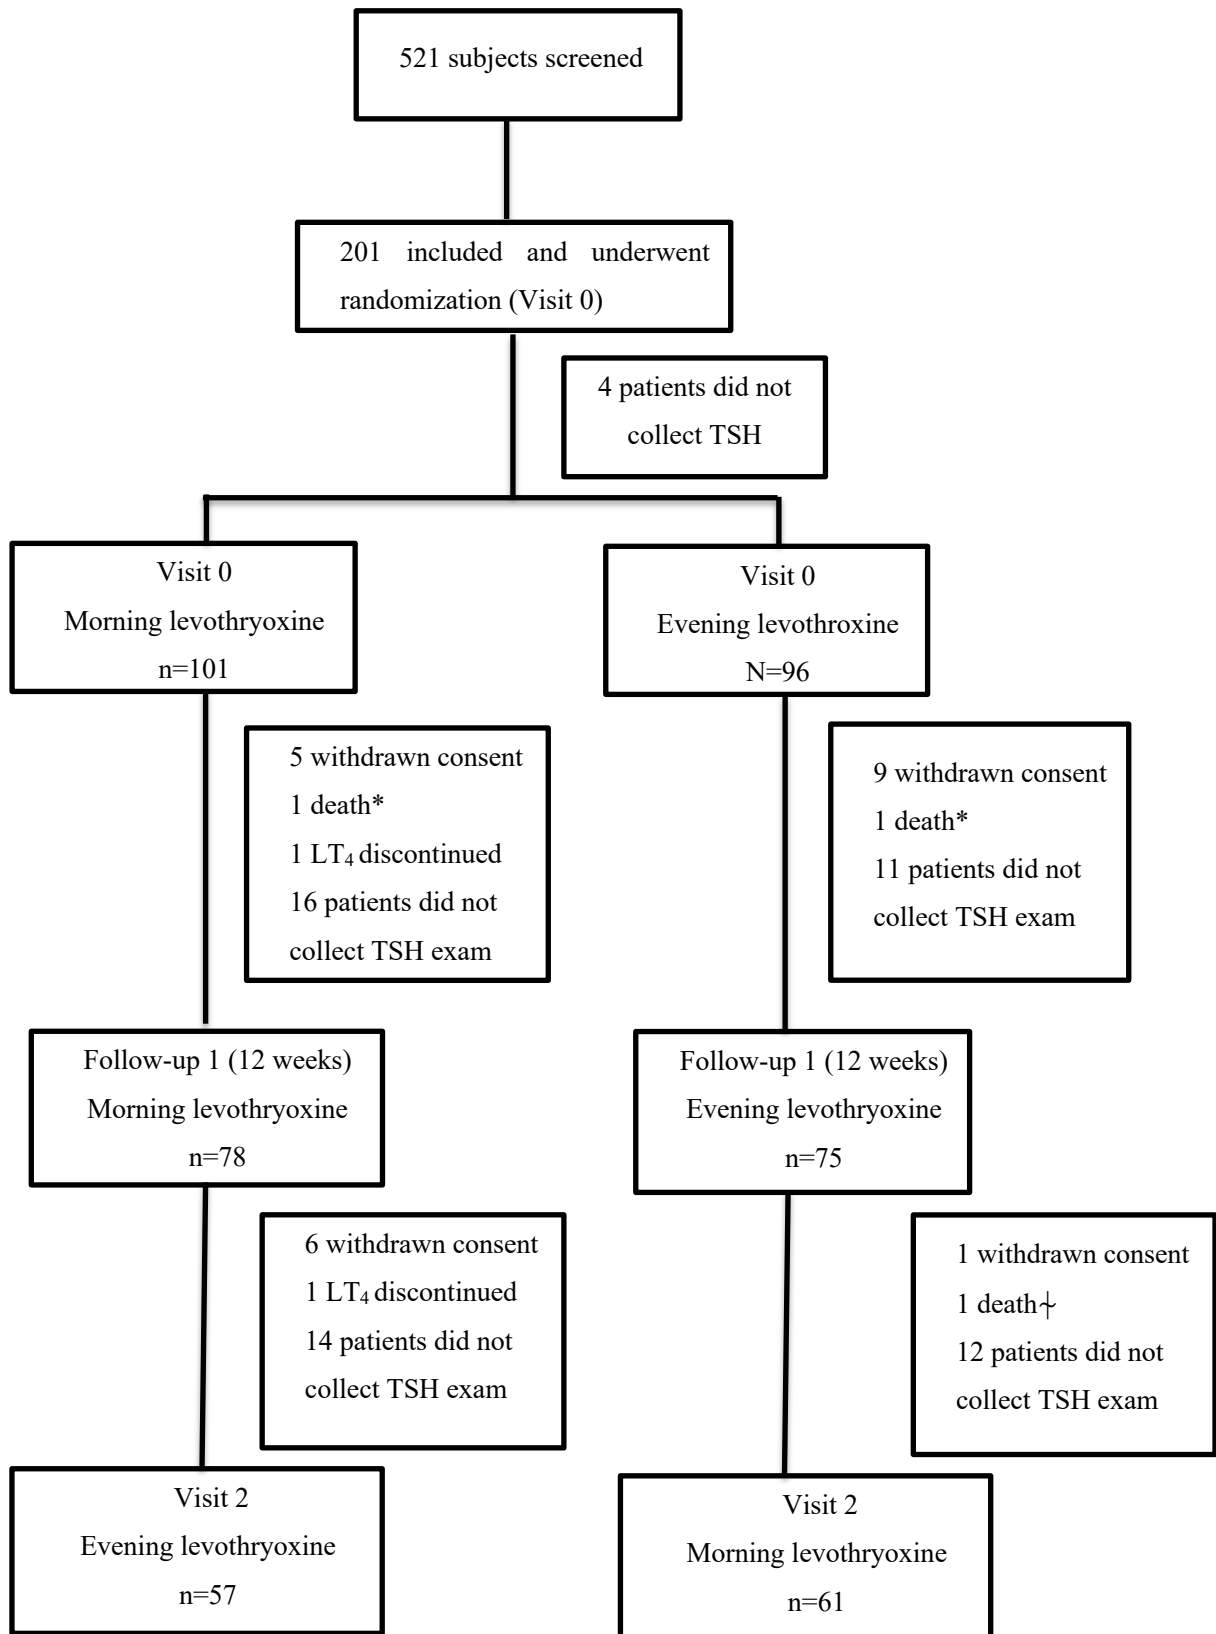 521 subjects screened
201 included and underwent
randomization (Visit 0)
4 patients did not
collect TSH
Visit 0
Morning levothryoxine
n=101
Visit 0
Evening levothroxine
N=96
5 withdrawn consent
1 death*
1 LT₄ discontinued
16 patients did not
collect TSH exam
9 withdrawn consent
1 death*
11 patients did not
collect TSH exam
Follow-up 1 (12 weeks)
Morning levothryoxine
n=78
Follow-up 1 (12 weeks)
Evening levothryoxine
n=75
6 withdrawn consent
1 LT₄ discontinued
14 patients did not
collect TSH exam
1 withdrawn consent
1 death⍭
12 patients did not
collect TSH exam
Visit 2
Evening levothryoxine
n=57
Visit 2
Morning levothryoxine
n=61